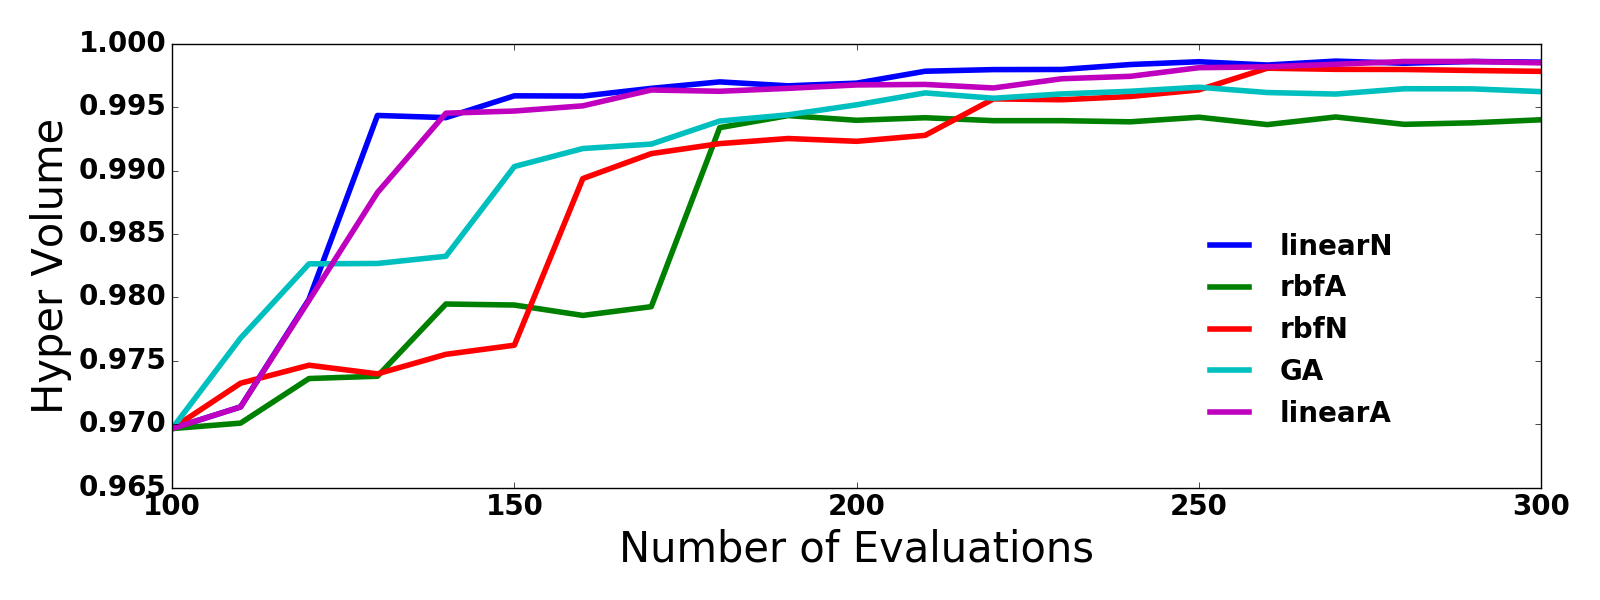 1.000
0.995
0.990
0.985
0.980
0.975
0.970
0.965
Hyper Volume
100 150 200 250 300
Number of Evaluations
linearN
rbfA
rbfN
GA
linearA